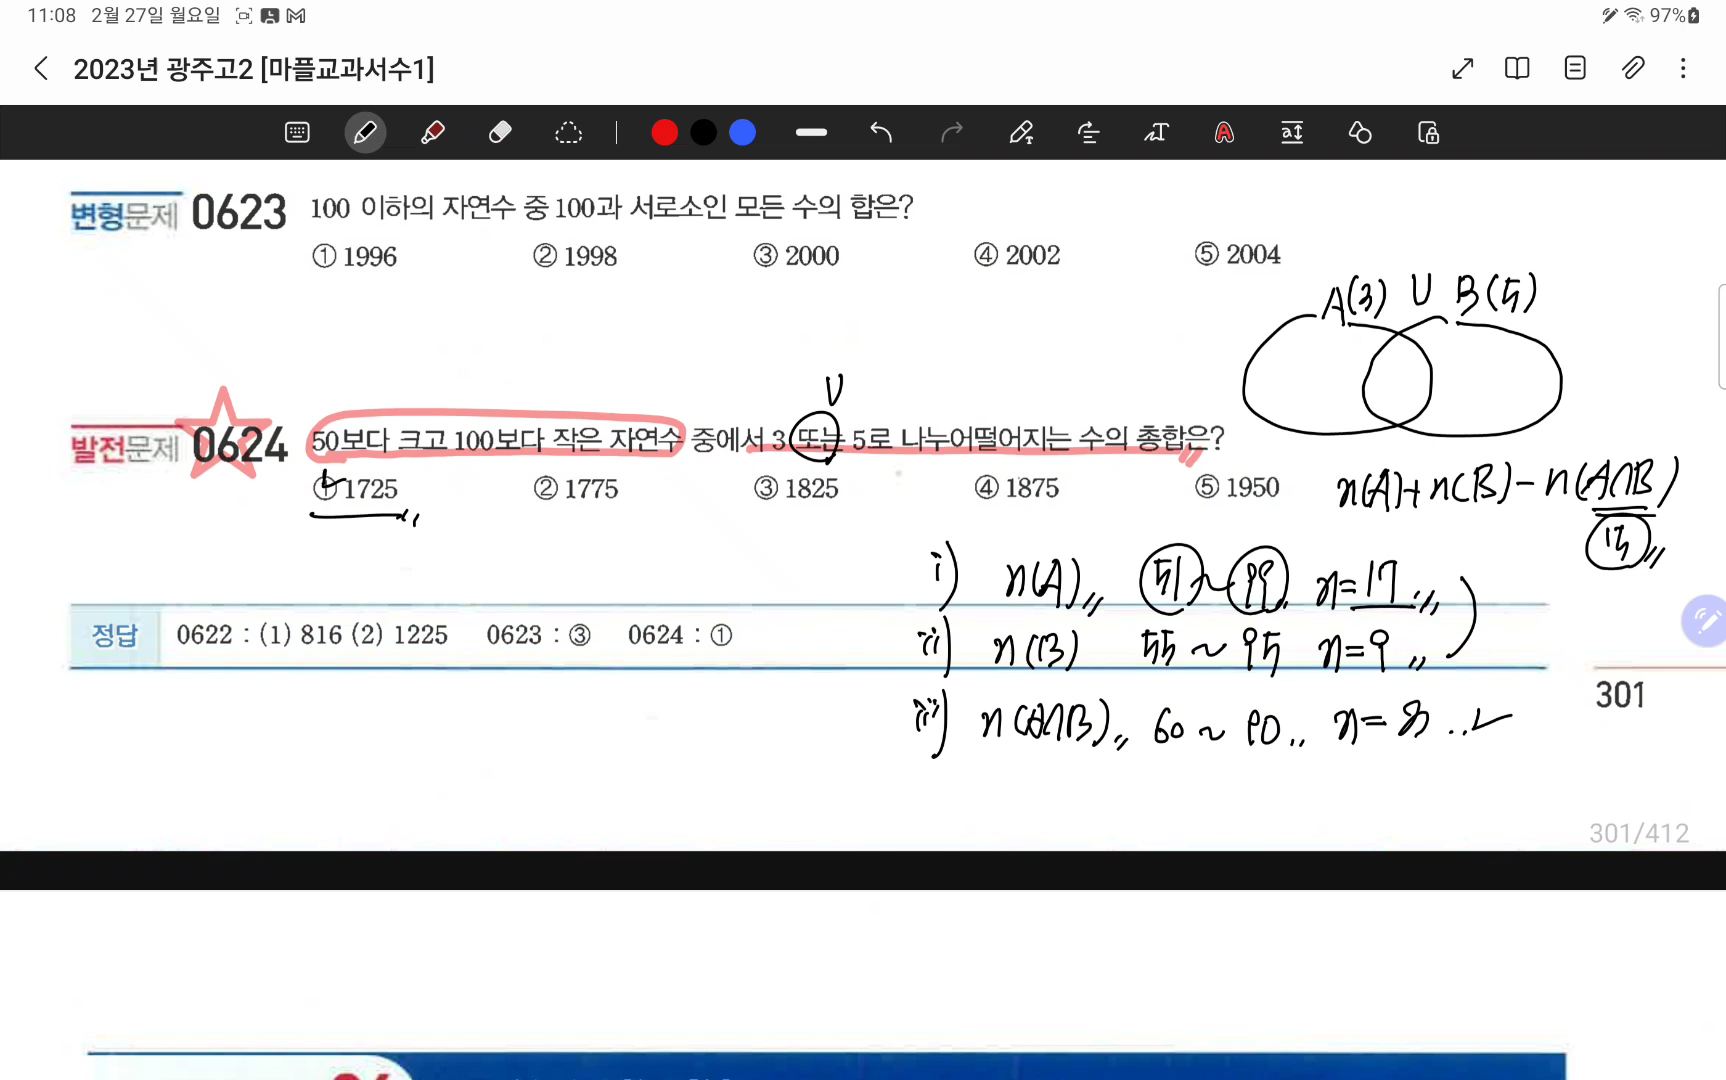 11:08 2월 27일 월요일 97%
2023년 광주고2 [마플교과서수1]
변형문제 0623 100 이하의 자연수 중 100과 서로소인 모든 수의 합은?
① 1996 ② 1998 ③ 2000 ④ 2002 ⑤ 2004
A(3) U B(5)
U
발전문제 0624 50보다 크고 100보다 작은 자연수 중에서 3 또는 5로 나누어떨어지는 수의 총합은?
① 1725 ② 1775 ③ 1825 ④ 1875 ⑤ 1950
n(A)+n(B)-n(A∩B)
15
i) n(A) 51~99. n=17
정답 0622 : (1) 816 (2) 1225 0623 : ③ 0624 : ①
ii) n(B) 55~95 n=9
301
iii) n(A∩B) 60~90 n=3
301/412